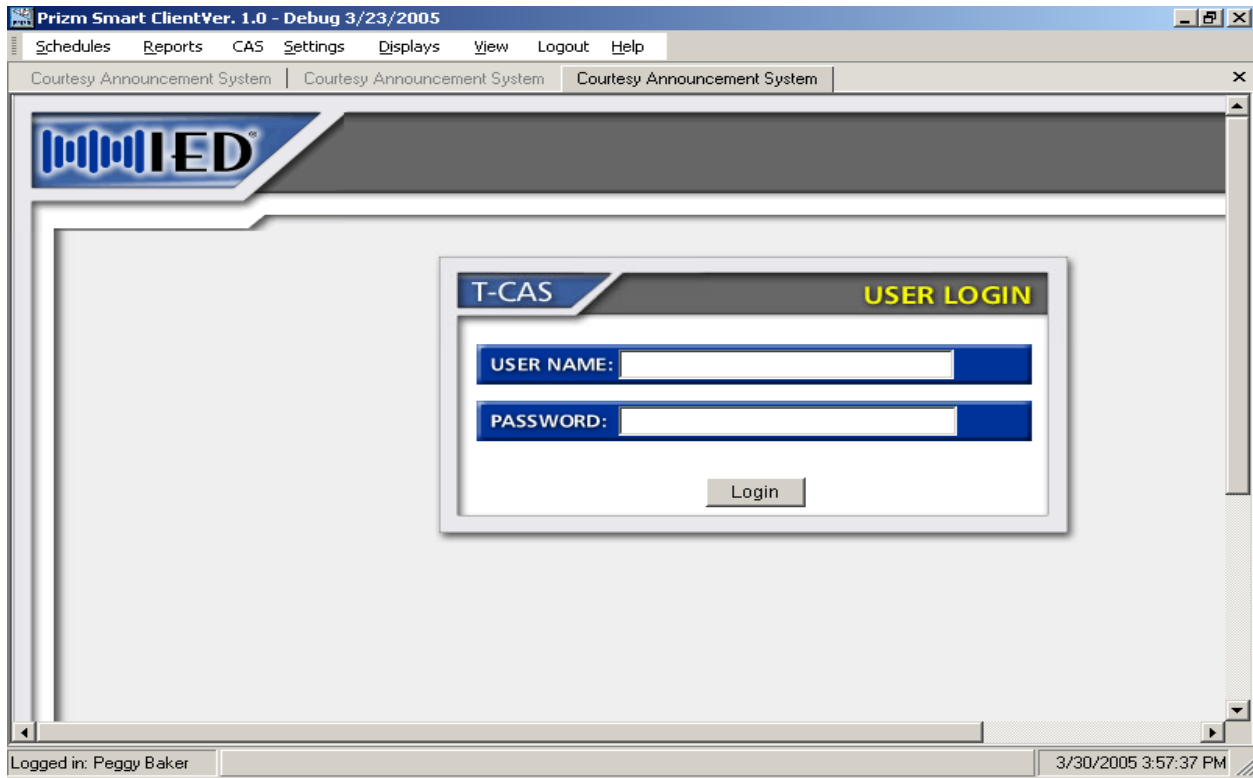 Prizm Smart ClientVer. 1.0 - Debug 3/23/2005
Schedules Reports CAS Settings Displays View Logout Help
Courtesy Announcement System Courtesy Announcement System Courtesy Announcement System
IED®
T-CAS USER LOGIN
USER NAME:
PASSWORD:
Login
Logged in: Peggy Baker 3/30/2005 3:57:37 PM